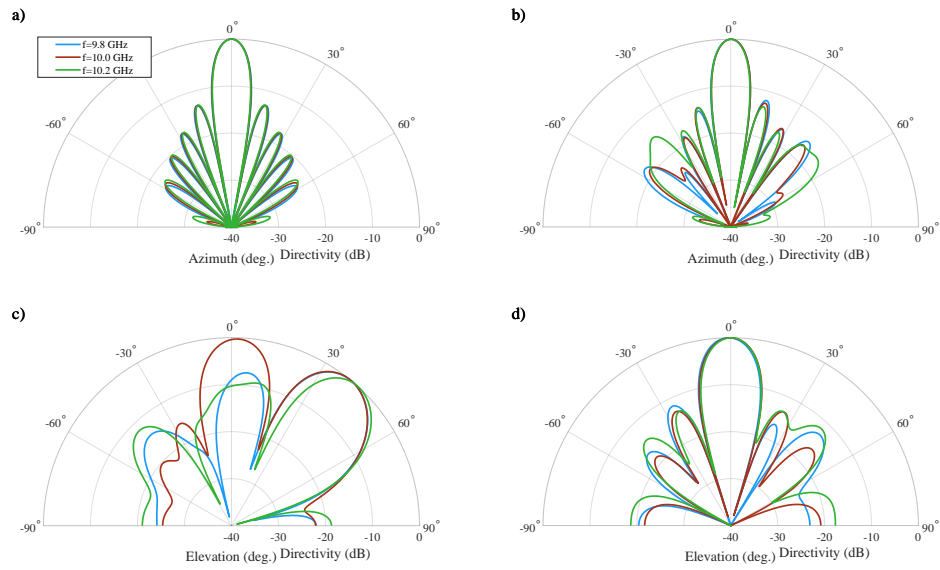 a)
0°
-30°
30°
-60°
60°
-90°
90°
f=9.8 GHz
f=10.0 GHz
f=10.2 GHz
-40 -30 -20 -10 0
Azimuth (deg.) Directivity (dB)
b)
0°
-30°
30°
-60°
60°
-90°
90°
-40 -30 -20 -10 0
Azimuth (deg.) Directivity (dB)
c)
0°
-30°
30°
-60°
60°
-90°
90°
-40 -30 -20 -10 0
Elevation (deg.) Directivity (dB)
d)
0°
-30°
30°
-60°
60°
-90°
90°
-40 -30 -20 -10 0
Elevation (deg.) Directivity (dB)